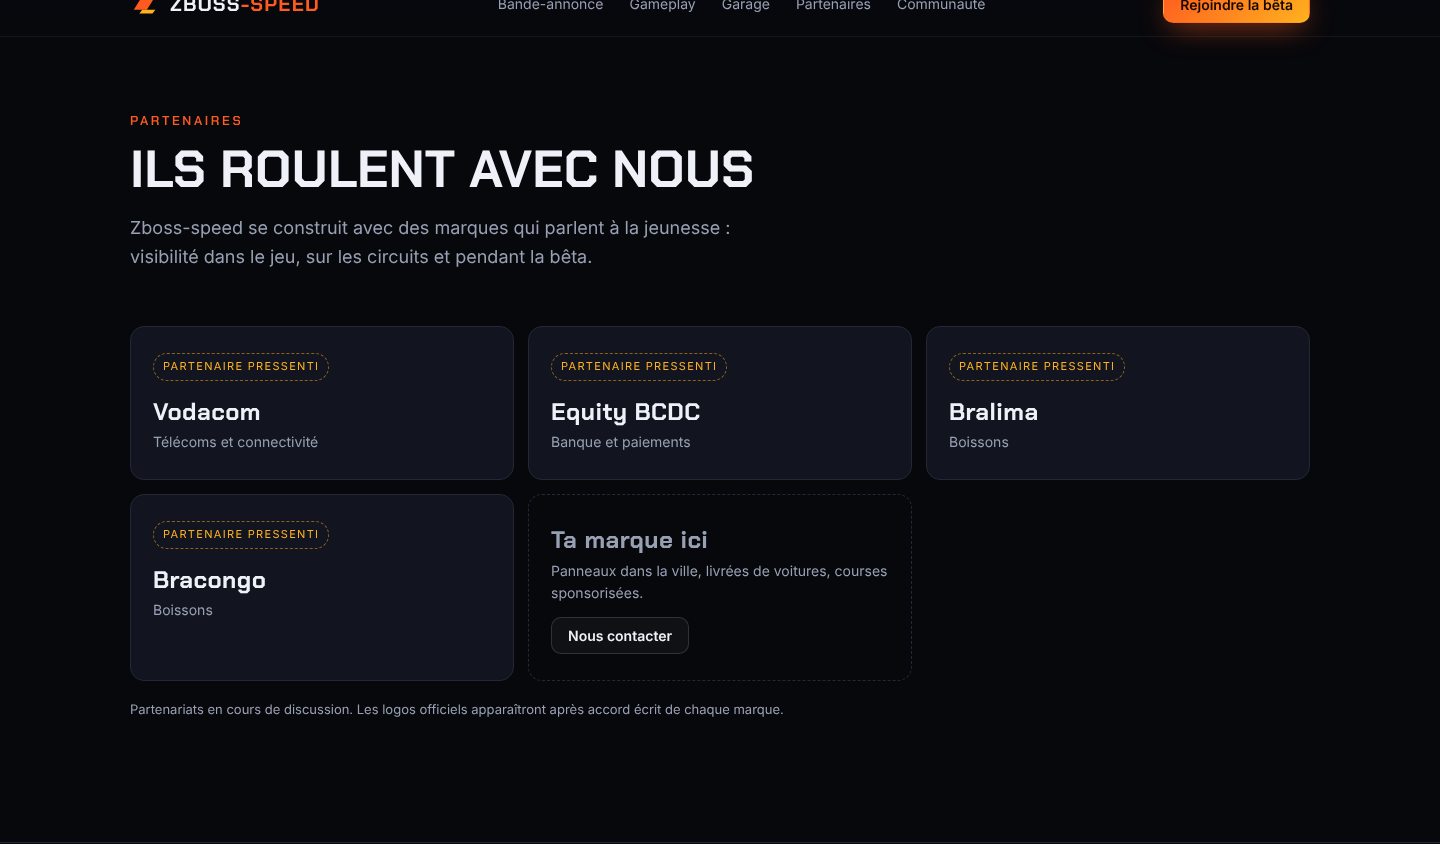 ZBOSS-SPEED
Bande-annonce Gameplay Garage Partenaires Communauté
Rejoindre la bêta
PARTENAIRES
ILS ROULENT AVEC NOUS
Zboss-speed se construit avec des marques qui parlent à la jeunesse :
visibilité dans le jeu, sur les circuits et pendant la bêta.
PARTENAIRE PRESSENTI
Vodacom
Télécoms et connectivité
PARTENAIRE PRESSENTI
Equity BCDC
Banque et paiements
PARTENAIRE PRESSENTI
Bralima
Boissons
PARTENAIRE PRESSENTI
Bracongo
Boissons
Ta marque ici
Panneaux dans la ville, livrées de voitures, courses
sponsorisées.
Nous contacter
Partenariats en cours de discussion. Les logos officiels apparaîtront après accord écrit de chaque marque.